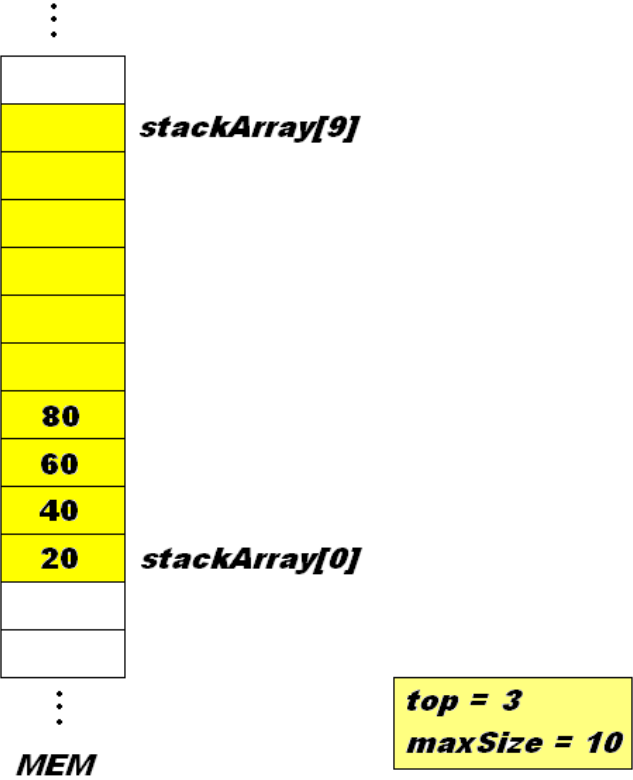 stackArray[9]
80
60
40
20 stackArray[0]
top = 3
maxSize = 10
MEM